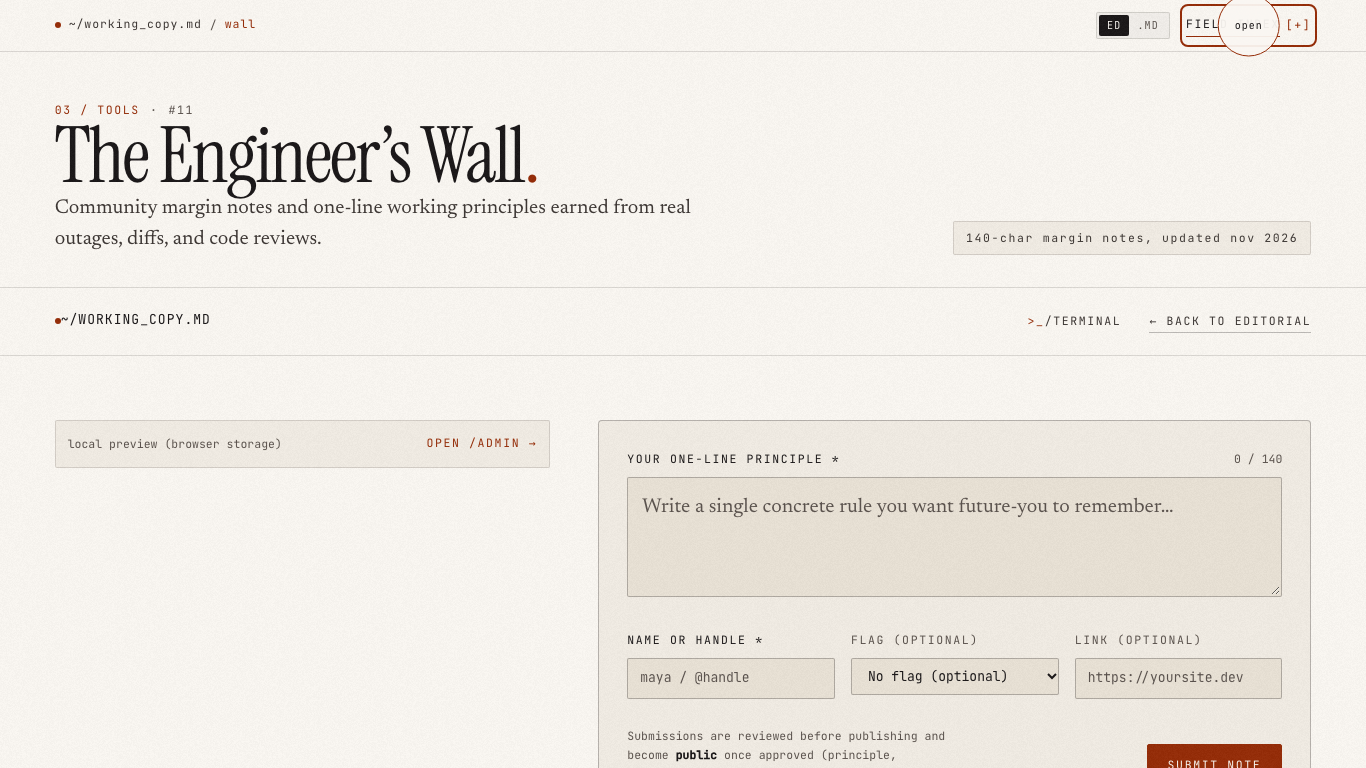 ~/working_copy.md / wall
ED .MD open [+]
03 / TOOLS · #11
The Engineer's Wall.
Community margin notes and one-line working principles earned from real
outages, diffs, and code reviews.
140-char margin notes, updated nov 2026
~/WORKING_COPY.MD
>_/TERMINAL ← BACK TO EDITORIAL
local preview (browser storage) OPEN /ADMIN →
YOUR ONE-LINE PRINCIPLE * 0 / 140
Write a single concrete rule you want future-you to remember…
NAME OR HANDLE * FLAG (OPTIONAL) LINK (OPTIONAL)
maya / @handle No flag (optional) https://yoursite.dev
Submissions are reviewed before publishing and
become public once approved (principle,
SUBMIT NOTE